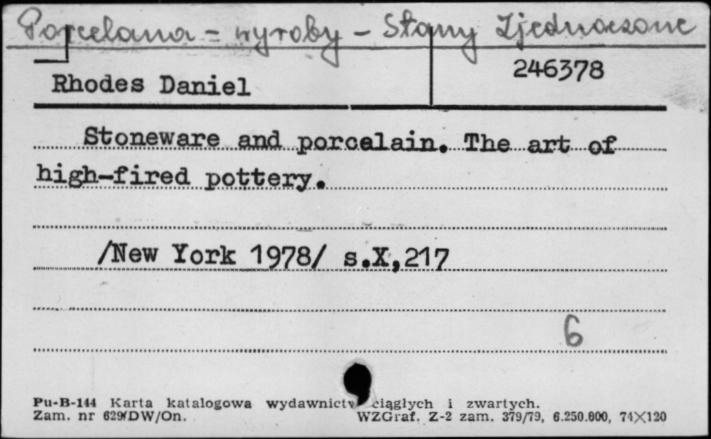 Porcelana = wyroby - Stany Zjednoczone
Rhodes Daniel 246378
Stoneware and porcelain. The art of
high-fired pottery.
/New York 1978/ s.X,217
6
Pu-B-144 Karta katalogowa wydawnictw ciągłych i zwartych.
Zam. nr 629/DW/On. WZGraf. Z-2 zam. 379/79, 6.250.000, 74X120